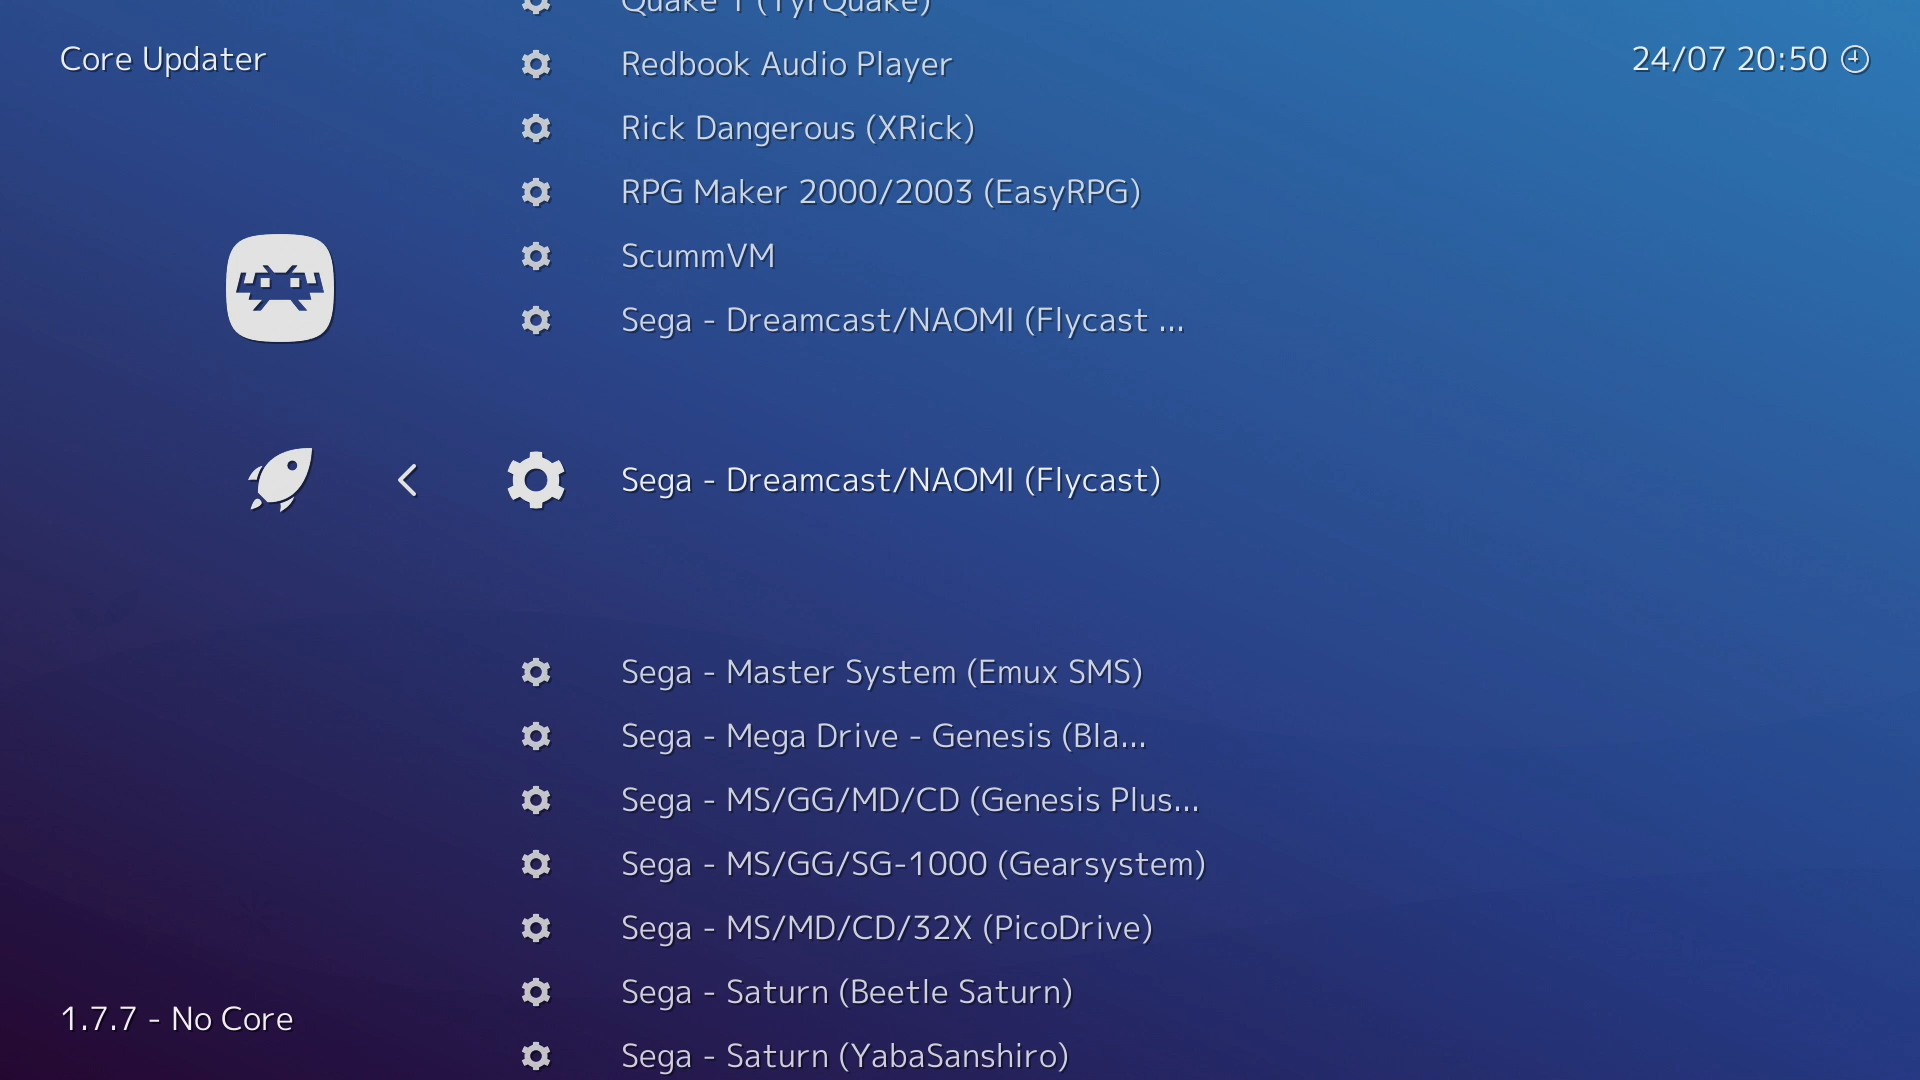 Quake 1 (TyrQuake)
Core Updater
24/07 20:50
Redbook Audio Player
Rick Dangerous (XRick)
RPG Maker 2000/2003 (EasyRPG)
ScummVM
Sega - Dreamcast/NAOMI (Flycast ...
Sega - Dreamcast/NAOMI (Flycast)
Sega - Master System (Emux SMS)
Sega - Mega Drive - Genesis (Bla...
Sega - MS/GG/MD/CD (Genesis Plus...
Sega - MS/GG/SG-1000 (Gearsystem)
Sega - MS/MD/CD/32X (PicoDrive)
Sega - Saturn (Beetle Saturn)
1.7.7 - No Core
Sega - Saturn (YabaSanshiro)